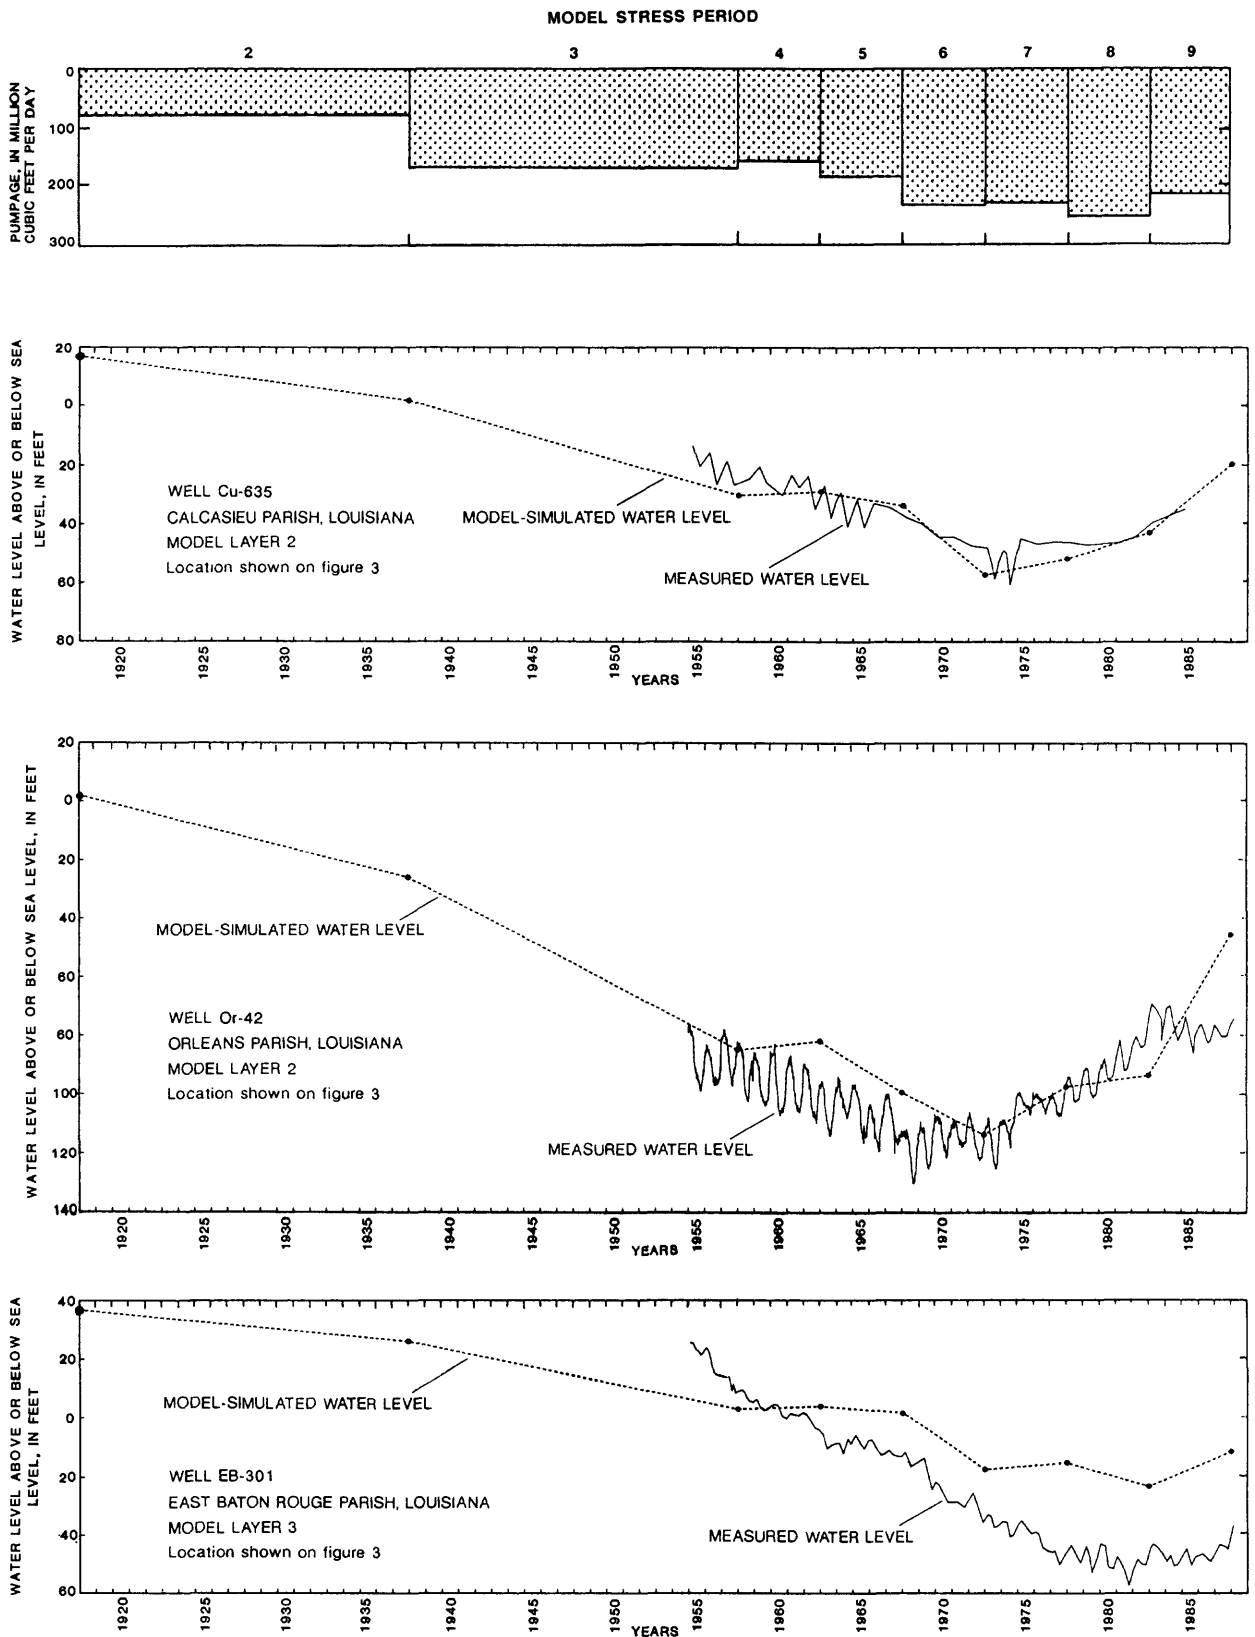 MODEL STRESS PERIOD
2 3 4 5 6 7 8 9
PUMPAGE, IN MILLION
CUBIC FEET PER DAY
0
100
200
300
WATER LEVEL ABOVE OR BELOW SEA
LEVEL, IN FEET
20
0
20
40
60
80
WELL Cu-635
CALCASIEU PARISH, LOUISIANA
MODEL LAYER 2
Location shown on figure 3
MODEL-SIMULATED WATER LEVEL
MEASURED WATER LEVEL
1920 1925 1930 1935 1940 1945 1950 1955 1960 1965 1970 1975 1980 1985
YEARS
WATER LEVEL ABOVE OR BELOW SEA LEVEL, IN FEET
20
0
20
40
60
80
100
120
140
MODEL-SIMULATED WATER LEVEL
WELL Or-42
ORLEANS PARISH, LOUISIANA
MODEL LAYER 2
Location shown on figure 3
MEASURED WATER LEVEL
1920 1925 1930 1935 1940 1945 1950 1955 1960 1965 1970 1975 1980 1985
YEARS
WATER LEVEL ABOVE OR BELOW SEA
LEVEL, IN FEET
40
20
0
20
40
60
MODEL-SIMULATED WATER LEVEL
WELL EB-301
EAST BATON ROUGE PARISH, LOUISIANA
MODEL LAYER 3
Location shown on figure 3
MEASURED WATER LEVEL
1920 1925 1930 1935 1940 1945 1950 1955 1960 1965 1970 1975 1980 1985
YEARS